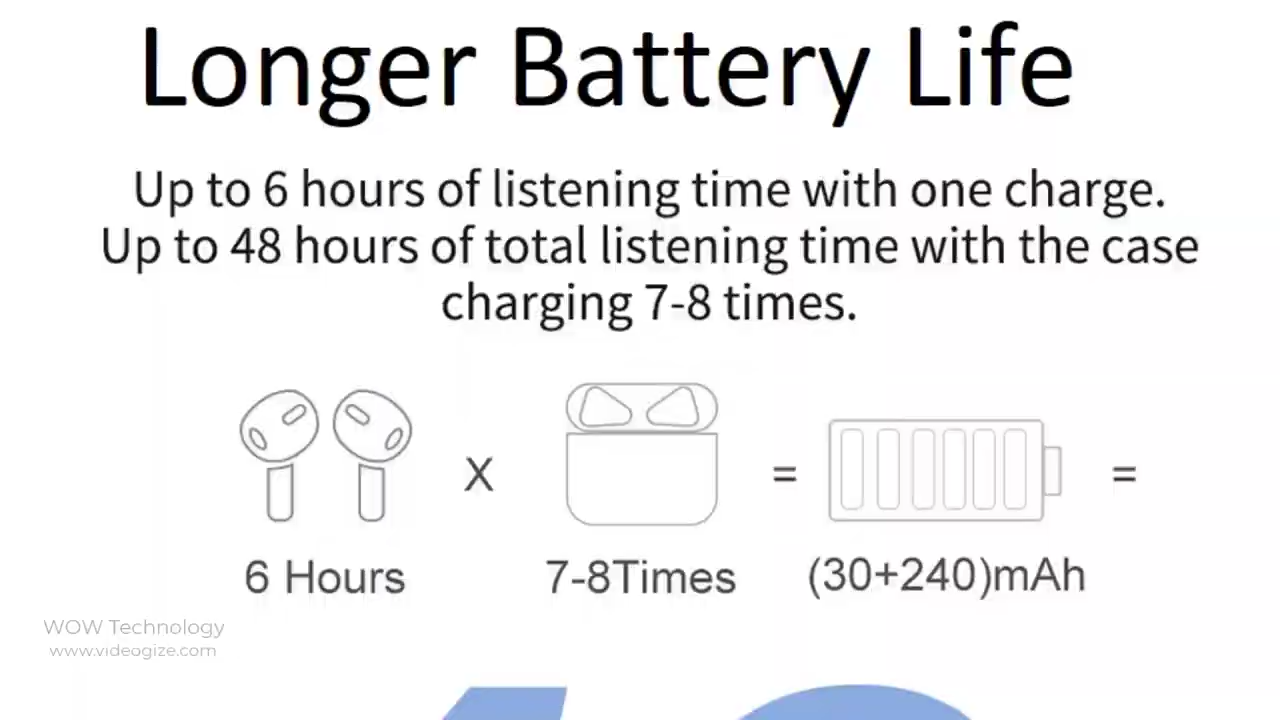 Longer Battery Life
Up to 6 hours of listening time with one charge.
Up to 48 hours of total listening time with the case
charging 7-8 times.
X = =
6 Hours 7-8Times (30+240)mAh
WOW Technology
www.videogize.com